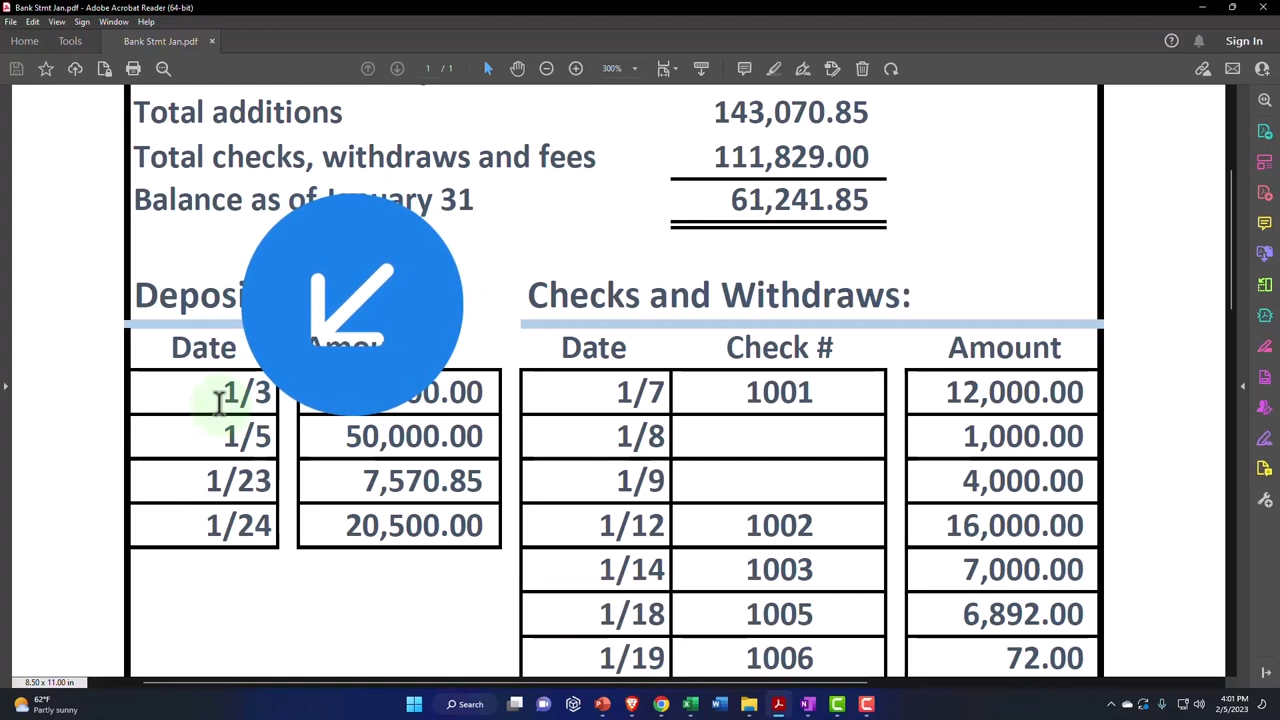 Bank Stmt Jan.pdf - Adobe Acrobat Reader (64-bit)
File Edit View Sign Window Help
Home Tools Bank Stmt Jan.pdf × Sign In
1 / 1 300%
Total additions 143,070.85
Total checks, withdraws and fees 111,829.00
Balance as of 31 61,241.85
Checks and Withdraws:
Date Date Check # Amount
1/3 1/7 1001 12,000.00
1/5 50,000.00 1/8 1,000.00
1/23 7,570.85 1/9 4,000.00
1/24 20,500.00 1/12 1002 16,000.00
1/14 1003 7,000.00
1/18 1005 6,892.00
1/19 1006 72.00
8.50 x 11.00 in
62°F
Partly sunny
Search
4:01 PM
2/5/2023